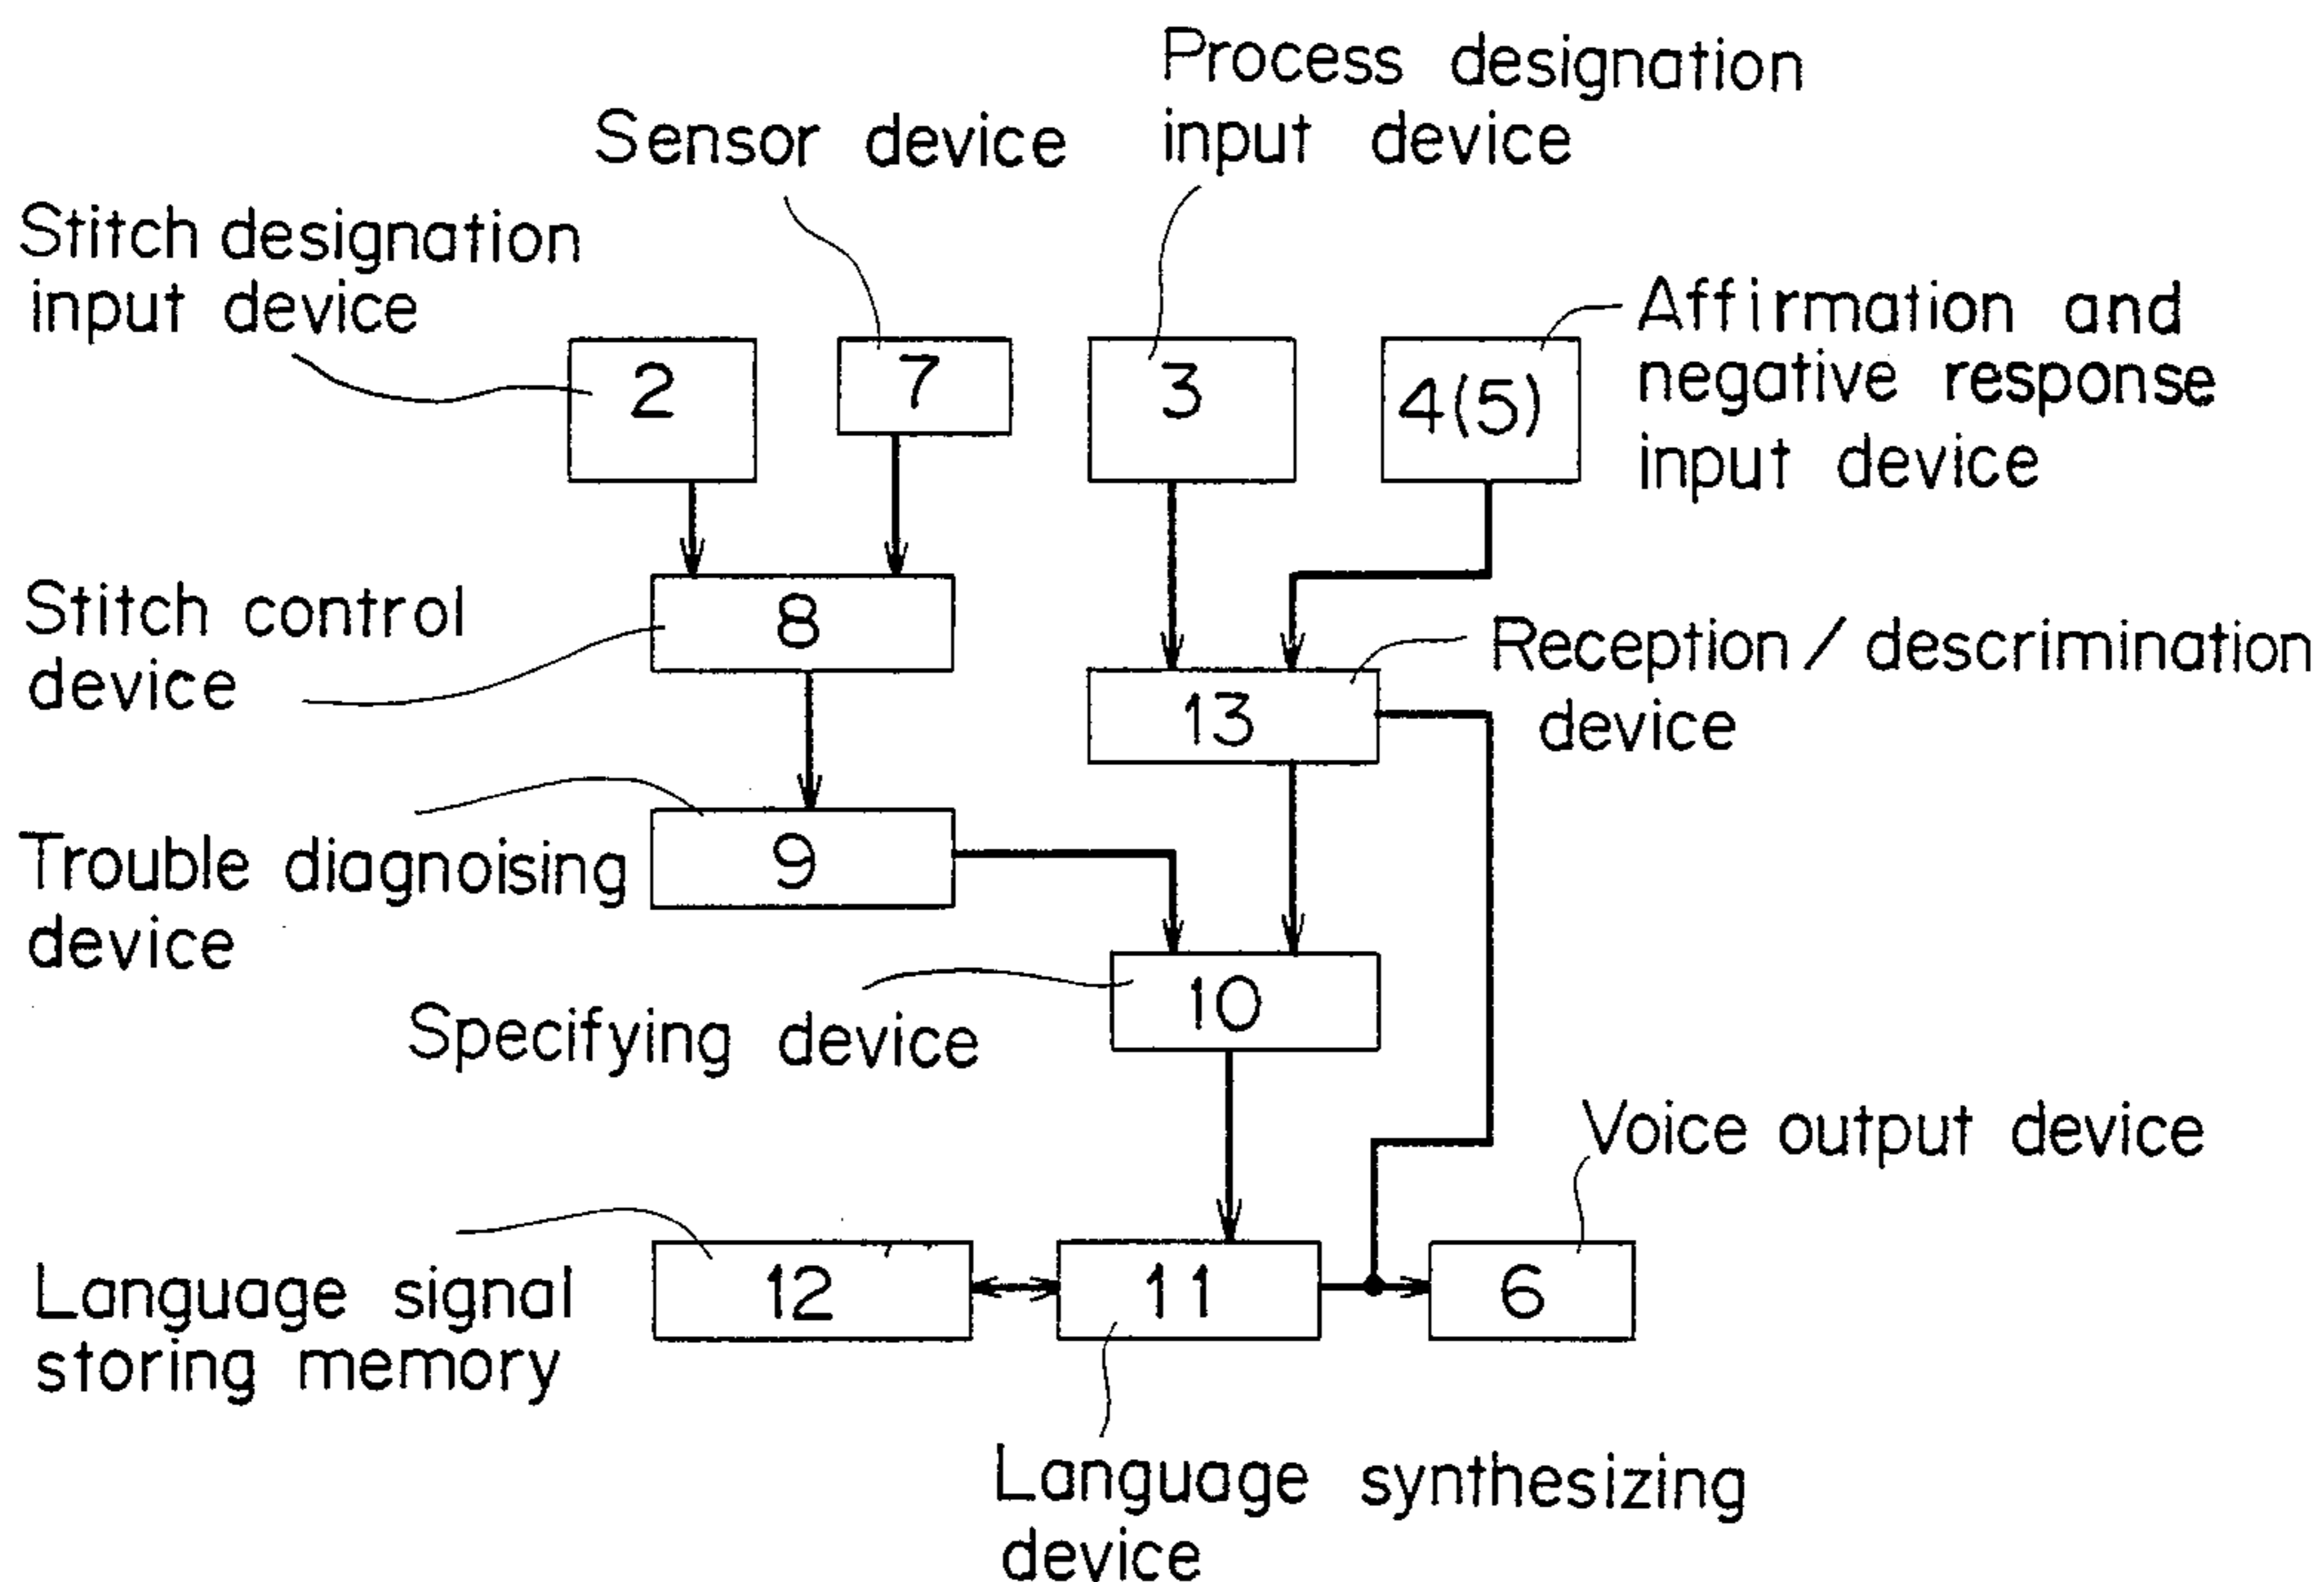 Process designation
input device
Sensor device
Stitch designation
input device
Affirmation and
negative response
input device
2
7
3
4(5)
Stitch control
device
8
Reception / descrimination
device
13
Trouble diagnoising
device
9
10
Specifying device
Voice output device
12
11
6
Language signal
storing memory
Language synthesizing
device